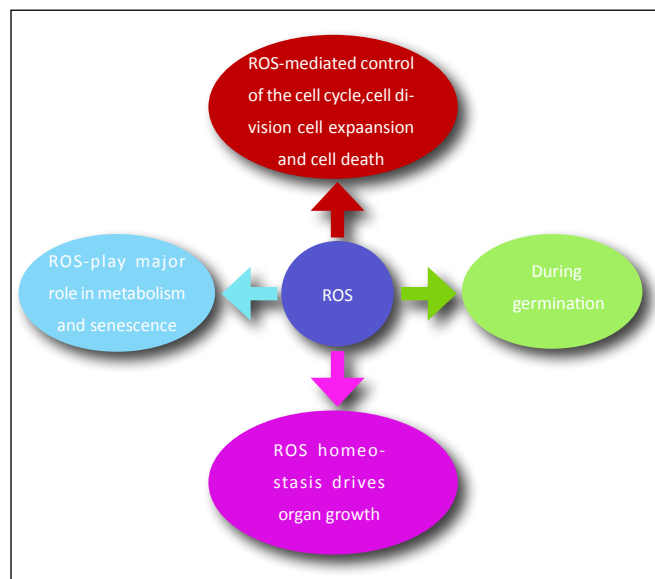 ROS-mediated control
of the cell cycle,cell di-
vision cell expaansion
and cell death
ROS-play major
role in metabolism
and senescence
ROS
During
germination
ROS homeo-
stasis drives
organ growth